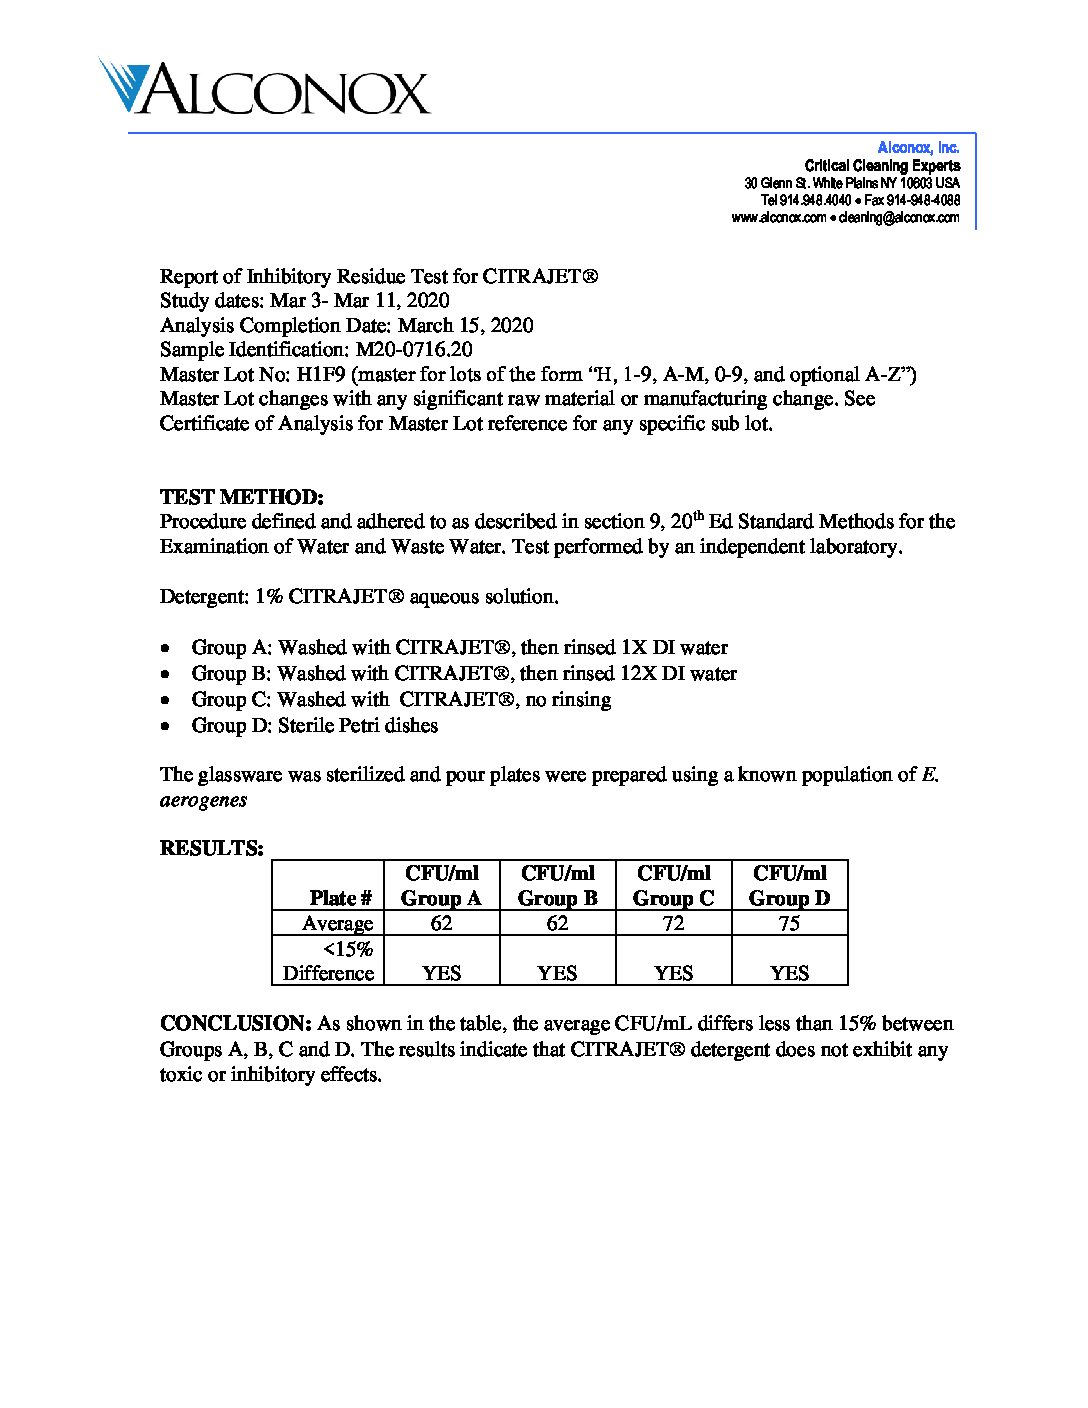 ALCONOX
Alconox, Inc.
Critical Cleaning Experts
30 Glenn St. White Plains NY 10603 USA
Tel 914.948.4040 • Fax 914-948-4088
www.alconox.com • cleaning@alconox.com
Report of Inhibitory Residue Test for CITRAJET®
Study dates: Mar 3- Mar 11, 2020
Analysis Completion Date: March 15, 2020
Sample Identification: M20-0716.20
Master Lot No: H1F9 (master for lots of the form “H, 1-9, A-M, 0-9, and optional A-Z”)
Master Lot changes with any significant raw material or manufacturing change. See
Certificate of Analysis for Master Lot reference for any specific sub lot.
TEST METHOD:
Procedure defined and adhered to as described in section 9, 20th Ed Standard Methods for the
Examination of Water and Waste Water. Test performed by an independent laboratory.
Detergent: 1% CITRAJET® aqueous solution.
• Group A: Washed with CITRAJET®, then rinsed 1X DI water
• Group B: Washed with CITRAJET®, then rinsed 12X DI water
• Group C: Washed with CITRAJET®, no rinsing
• Group D: Sterile Petri dishes
The glassware was sterilized and pour plates were prepared using a known population of E.
aerogenes
RESULTS:
CFU/ml CFU/ml CFU/ml CFU/ml
Plate # Group A Group B Group C Group D
Average 62 62 72 75
<15%
Difference YES YES YES YES
CONCLUSION: As shown in the table, the average CFU/mL differs less than 15% between
Groups A, B, C and D. The results indicate that CITRAJET® detergent does not exhibit any
toxic or inhibitory effects.